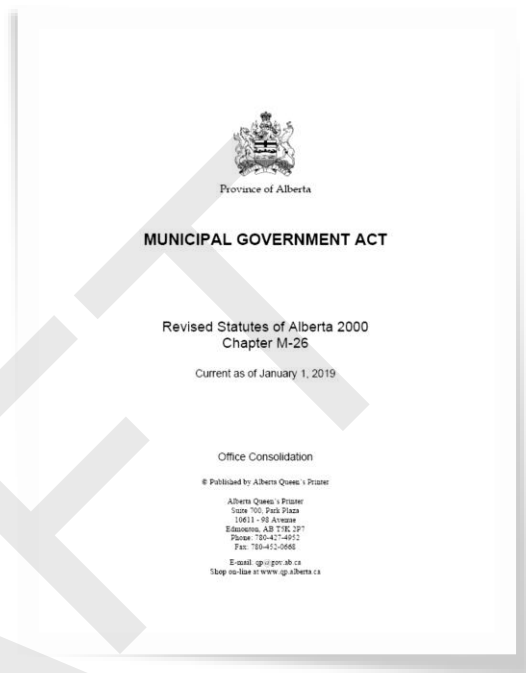 Province of Alberta
MUNICIPAL GOVERNMENT ACT
Revised Statutes of Alberta 2000
Chapter M-26
Current as of January 1, 2019
Office Consolidation
© Published by Alberta Queen's Printer
Alberta Queen's Printer
Suite 700, Park Plaza
10611 - 98 Avenue
Edmonton, AB T5K 2P7
Phone: 780-427-4952
Fax: 780-452-0668
E-mail: qp@gov.ab.ca
Shop on-line at www.qp.alberta.ca